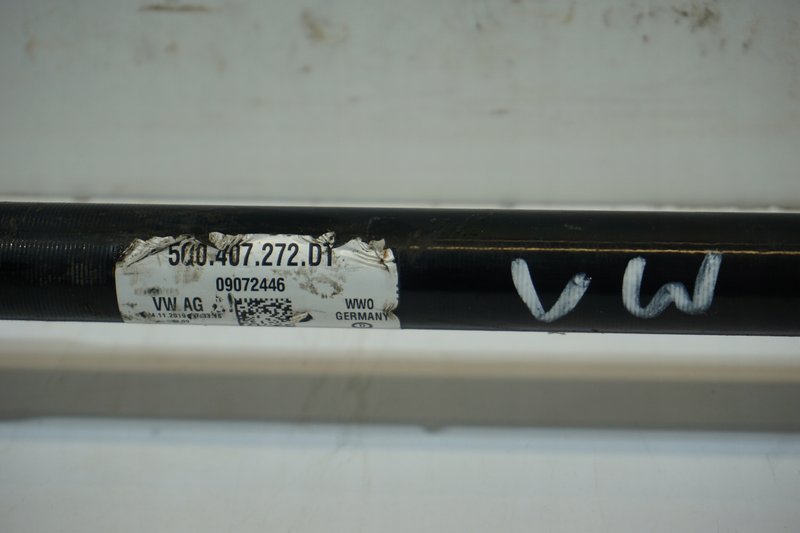 5Q0.407.272.D1
09072446
VW AG
WWO
GERMANY
VW